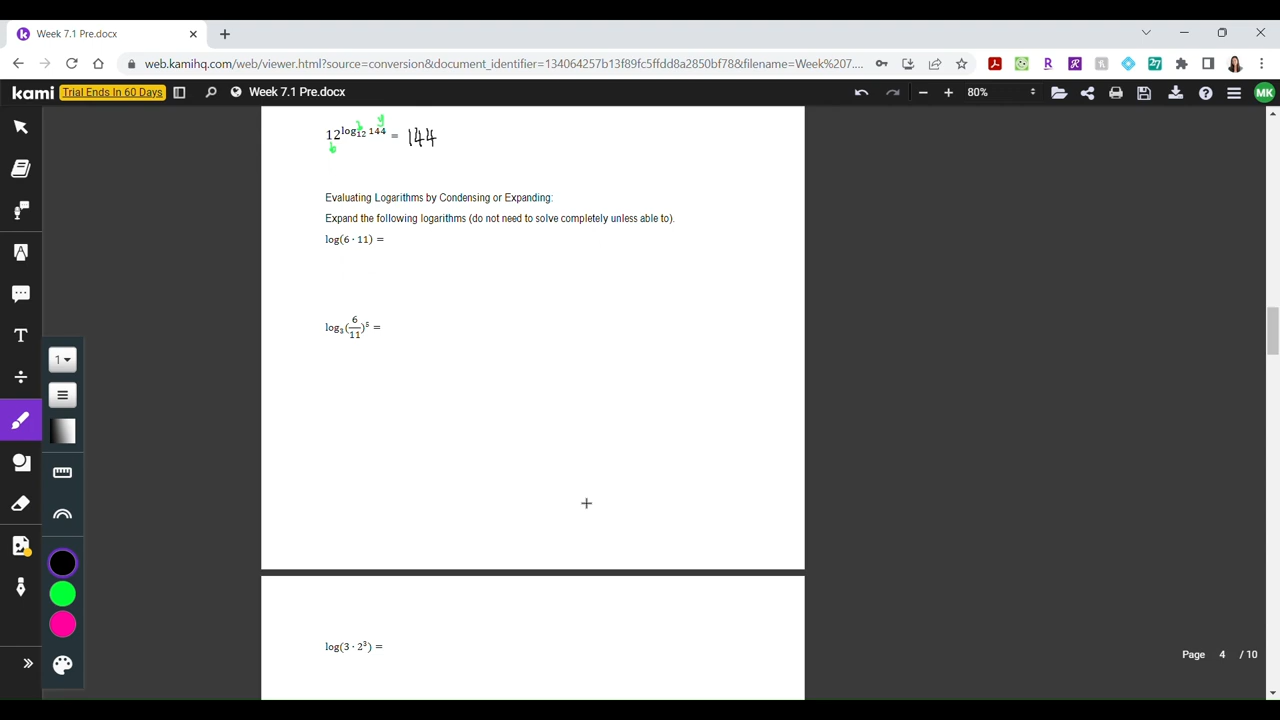 Week 7.1 Pre.docx
web.kamihq.com/web/viewer.html?source=conversion&document_identifier=134064257b13f89fc5ffdd8a2850bf78&filename=Week%207....
kami Trial Ends In 60 Days Week 7.1 Pre.docx 80% MK
12^log₁₂ 144 = 144
b b y
Evaluating Logarithms by Condensing or Expanding:
Expand the following logarithms (do not need to solve completely unless able to).
log(6 · 11) =
log₃(6/11)⁵ =
1
T
log(3 · 2³) =
Page 4 / 10